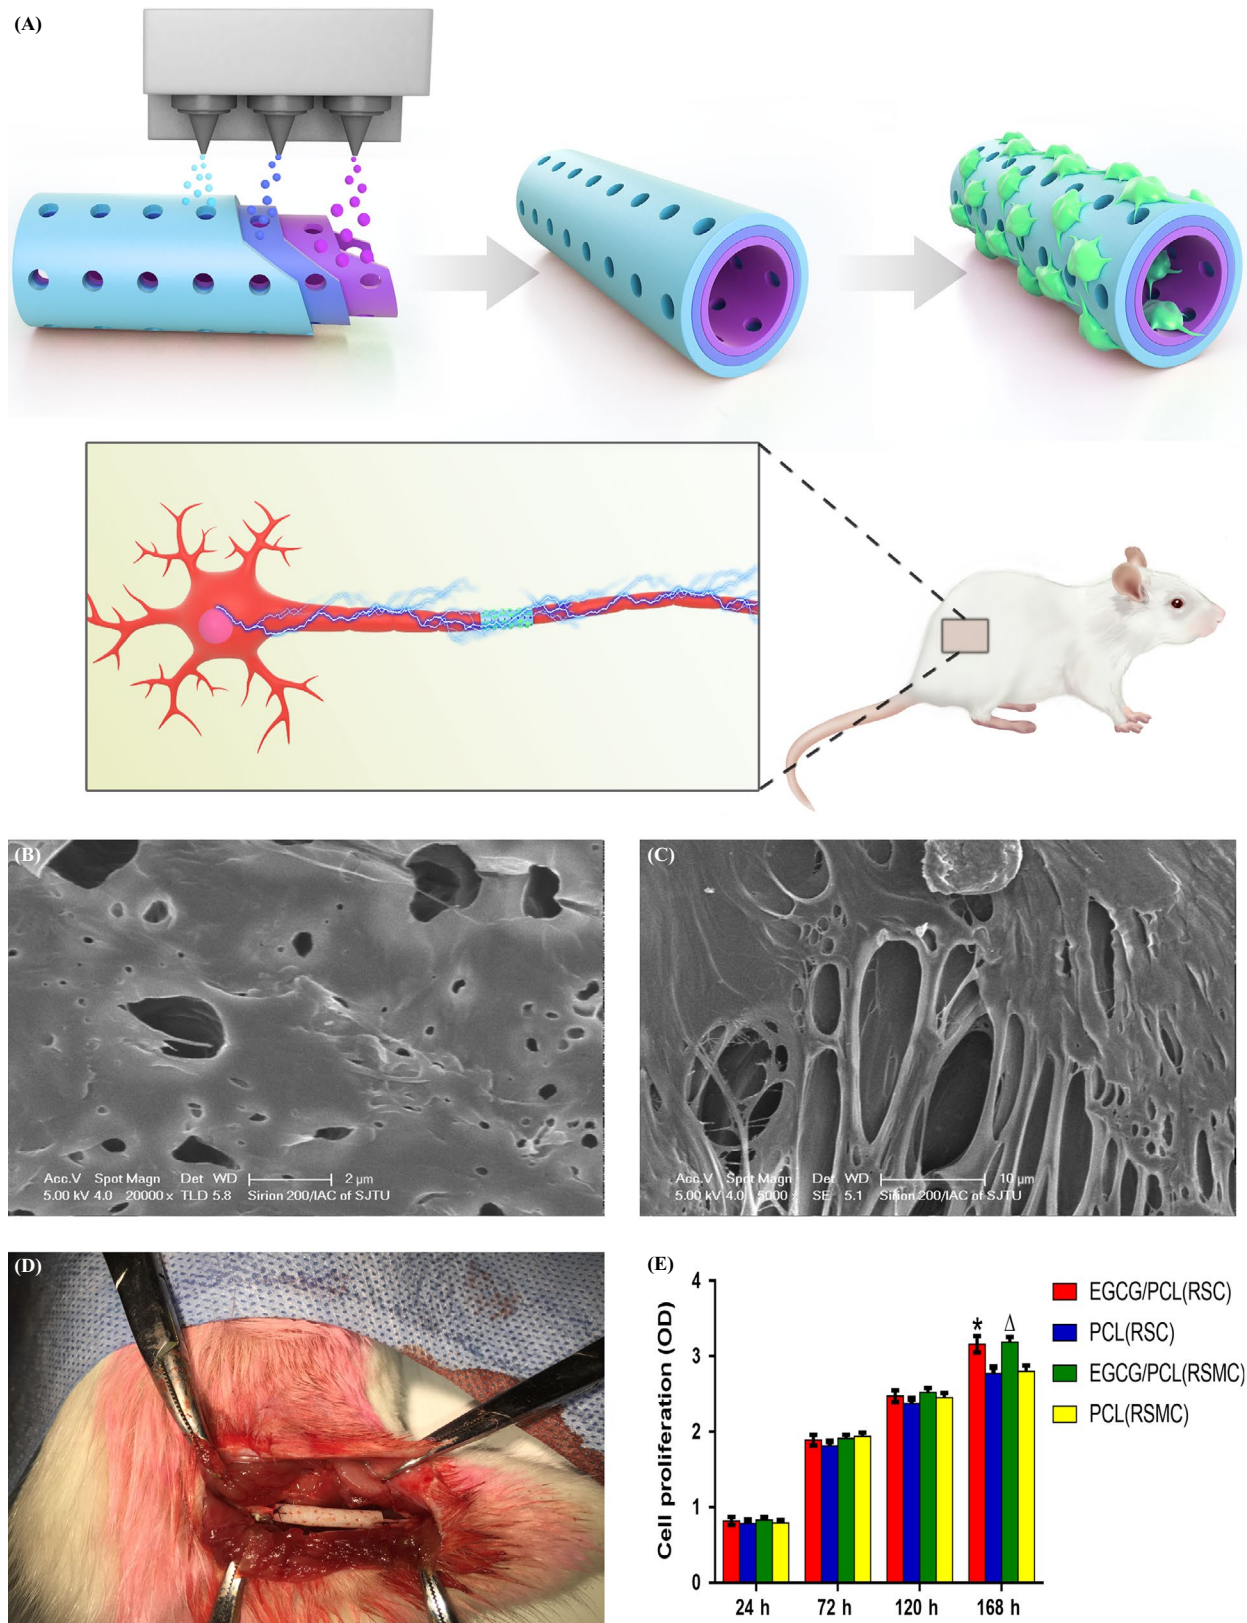 (A)
(B)
Acc.V Spot Magn Det WD 2 µm
5.00 kV 4.0 20000x TLD 5.8 Sirion 200/IAC of SJTU
(C)
Acc.V Spot Magn Det WD 10 µm
5.00 kV 4.0 5000x SE 5.1 Sirion 200/IAC of SJTU
(D)
(E)
Cell proliferation (OD)
4
3
2
1
0
* Δ
24 h 72 h 120 h 168 h
EGCG/PCL(RSC)
PCL(RSC)
EGCG/PCL(RSMC)
PCL(RSMC)